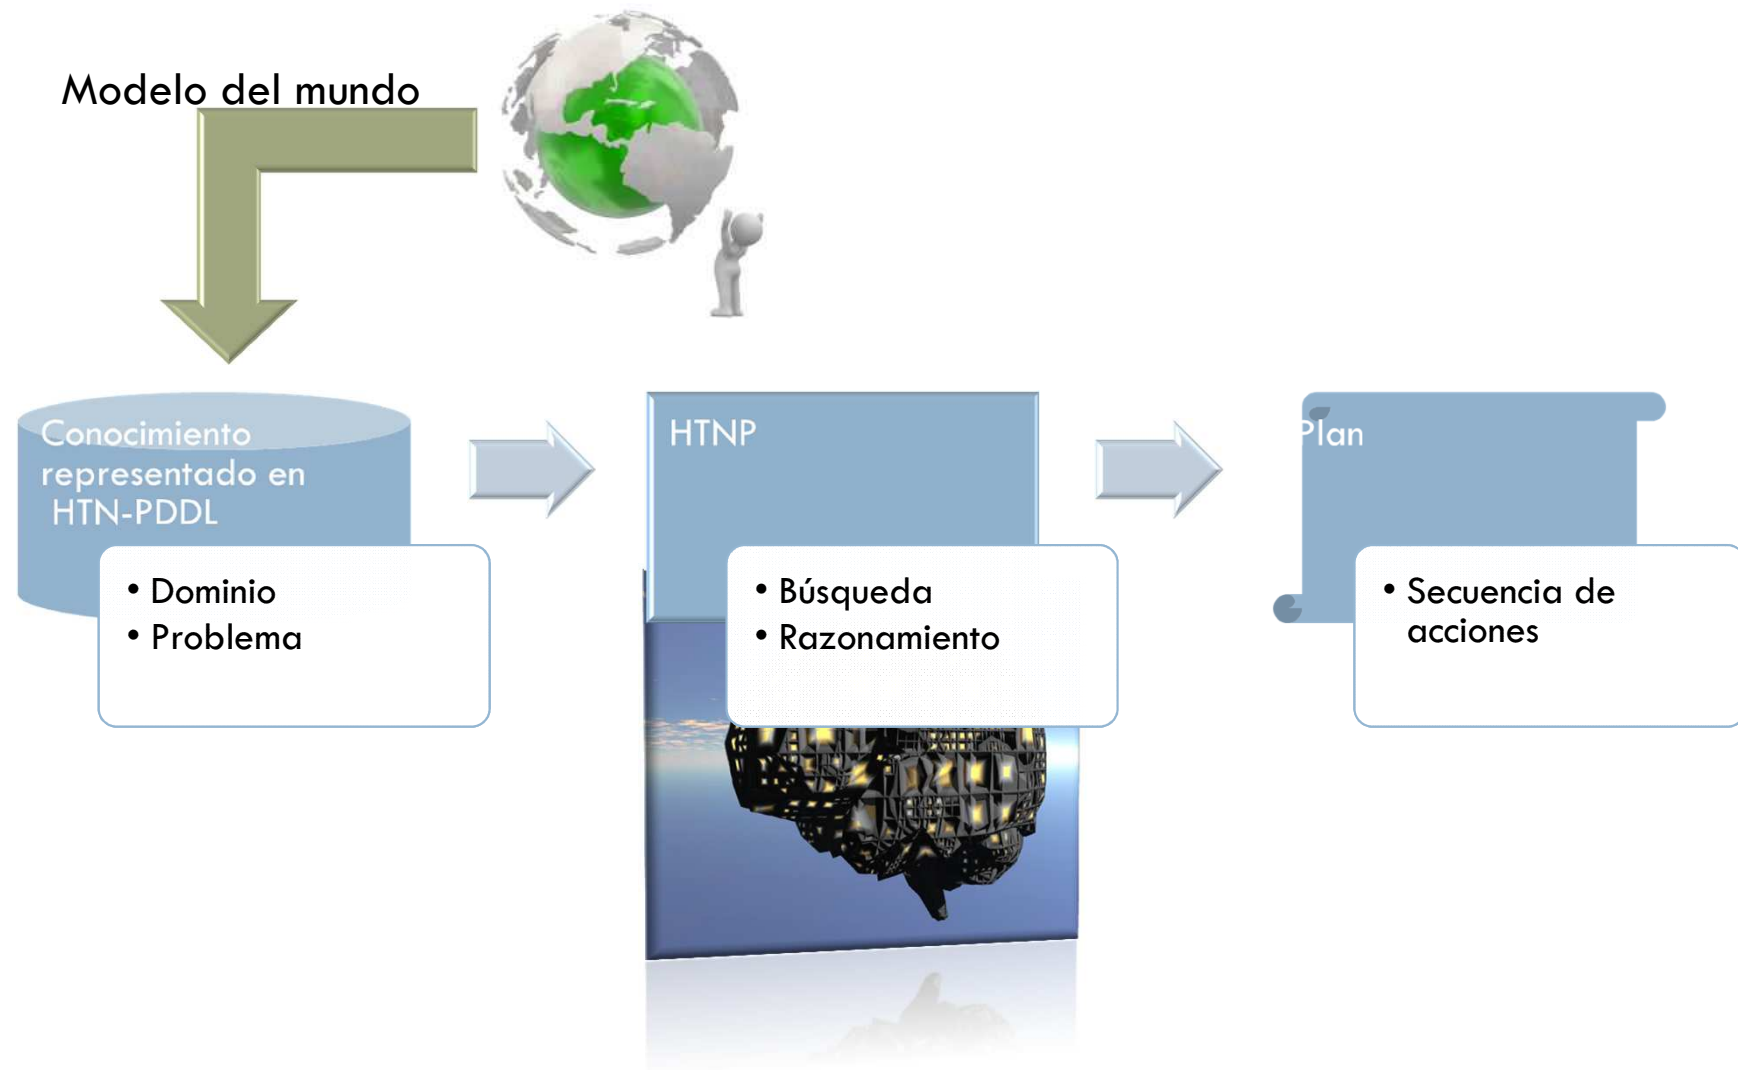 Modelo del mundo
Conocimiento
representado en
HTN-PDDL
• Dominio
• Problema
HTNP
• Búsqueda
• Razonamiento
Plan
• Secuencia de
acciones